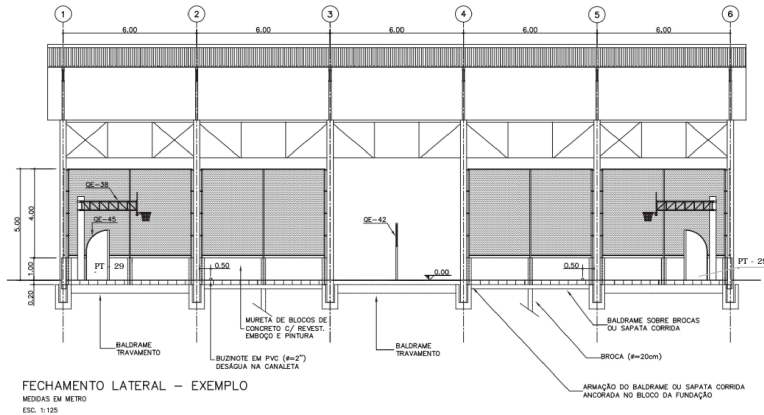 1 2 3 4 5 6
6.00 6.00 6.00 6.00 6.00
QE-38
QE-45
QE-42
5.00
4.00
1.00
0.20
PT - 29
0.50
0.00
0.50
PT - 29
MURETA DE BLOCOS DE
CONCRETO C/ REVEST.
EMBOÇO E PINTURA
BALDRAME
TRAVAMENTO
BUZINOTE EM PVC (ø=2")
DESÁGUA NA CANALETA
BALDRAME
TRAVAMENTO
BALDRAME SOBRE BROCAS
OU SAPATA CORRIDA
BROCA (ø=20cm)
ARMAÇÃO DO BALDRAME OU SAPATA CORRIDA
ANCORADA NO BLOCO DA FUNDAÇÃO
FECHAMENTO LATERAL - EXEMPLO
MEDIDAS EM METRO
ESC. 1:125